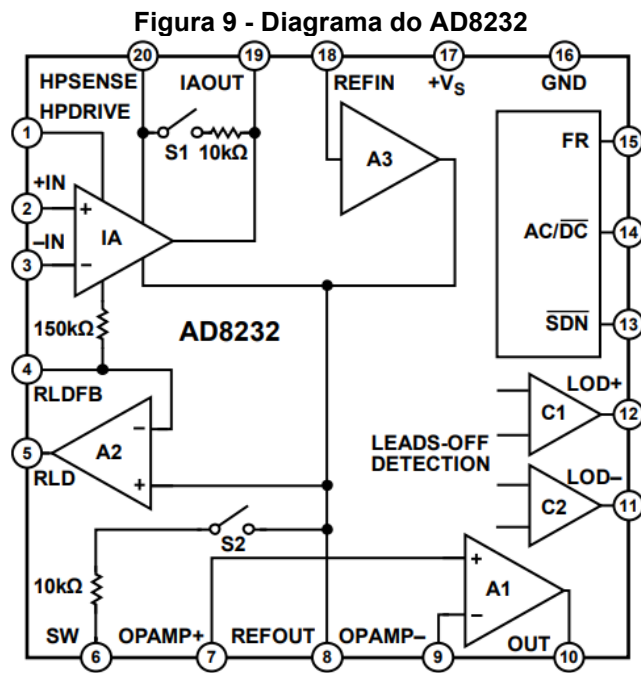 Figura 9 - Diagrama do AD8232
20 19 18 17 16
HPSENSE IAOUT REFIN +VS GND
HPDRIVE
1
S1 10kΩ
A3
FR 15
+IN
2
+
IA
AC/DC 14
–IN
3
–
150kΩ
AD8232
SDN 13
4
RLDFB
LOD+
C1
12
–
A2
5
RLD
+
LEADS-OFF
DETECTION
LOD–
C2
11
S2
10kΩ
+
A1
–
SW OPAMP+ REFOUT OPAMP– OUT
6 7 8 9 10